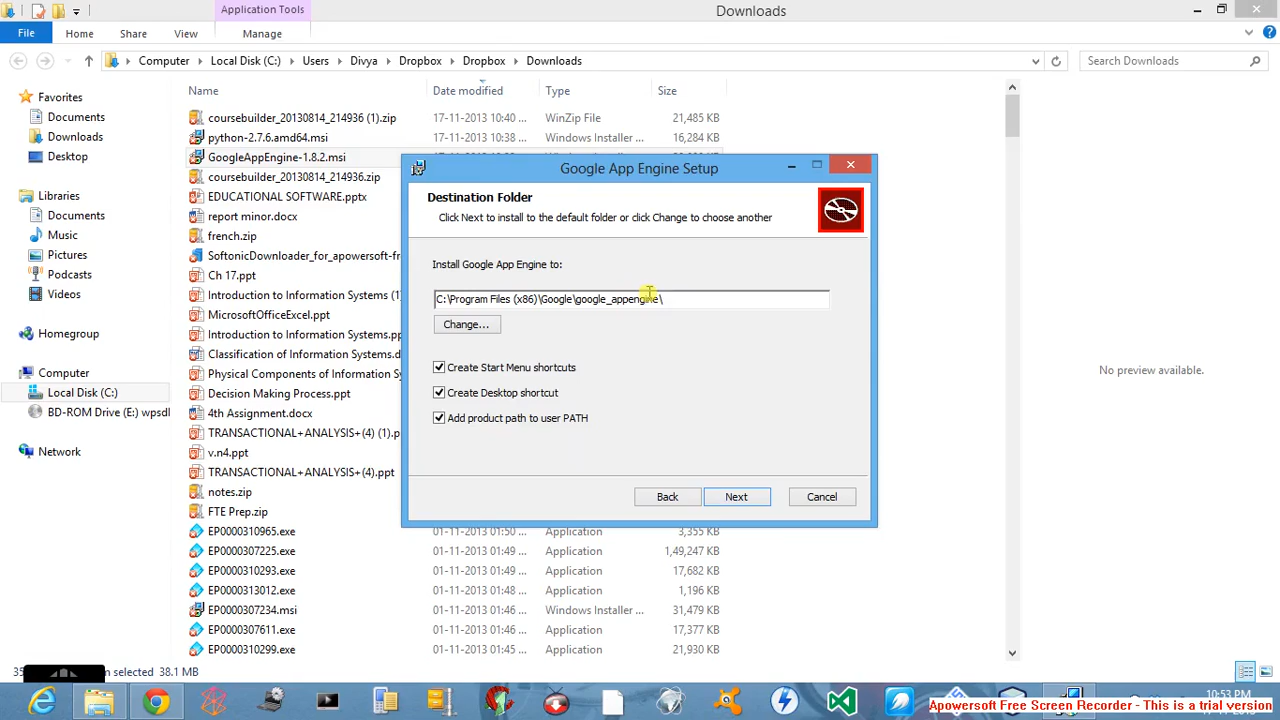 Application Tools
Downloads
File
Home
Share
View
Manage
Computer
Local Disk (C:)
Users
Divya
Dropbox
Dropbox
Downloads
Search Downloads
Name
Date modified
Type
Size
Favorites
Documents
Downloads
Desktop
Libraries
Documents
Music
Pictures
Podcasts
Videos
Homegroup
Computer
Local Disk (C:)
BD-ROM Drive (E:) wpsdl
Network
coursebuilder_20130814_214936 (1).zip 17-11-2013 10:40 ... WinZip File 21,485 KB
python-2.7.6.amd64.msi 17-11-2013 10:38 ... Windows Installer ... 16,284 KB
GoogleAppEngine-1.8.2.msi
coursebuilder_20130814_214936.zip
EDUCATIONAL SOFTWARE.pptx
report minor.docx
french.zip
SoftonicDownloader_for_apowersoft-fr
Ch 17.ppt
Introduction to Information Systems (1
MicrosoftOfficeExcel.ppt
Classification of Information Systems.d
Introduction to Information Systems.pp
Physical Components of Information S
Decision Making Process.ppt
4th Assignment.docx
TRANSACTIONAL+ANALYSIS+(4) (1).p
v.n4.ppt
TRANSACTIONAL+ANALYSIS+(4).ppt
notes.zip
FTE Prep.zip
EP0000310965.exe 01-11-2013 01:50 ... Application 3,355 KB
EP0000307225.exe 01-11-2013 01:49 ... Application 1,49,247 KB
EP0000310293.exe 01-11-2013 01:49 ... Application 17,682 KB
EP0000313012.exe 01-11-2013 01:48 ... Application 1,196 KB
EP0000307234.msi 01-11-2013 01:46 ... Windows Installer ... 31,479 KB
EP0000307611.exe 01-11-2013 01:46 ... Application 17,377 KB
EP0000310299.exe 01-11-2013 01:45 ... Application 21,930 KB
Google App Engine Setup
Destination Folder
Click Next to install to the default folder or click Change to choose another
Install Google App Engine to:
C:\Program Files (x86)\Google\google_appengine\
Change...
Create Start Menu shortcuts
Create Desktop shortcut
Add product path to user PATH
Back
Next
Cancel
No preview available.
selected 38.1 MB
10:53 PM
Apowersoft Free Screen Recorder - This is a trial version